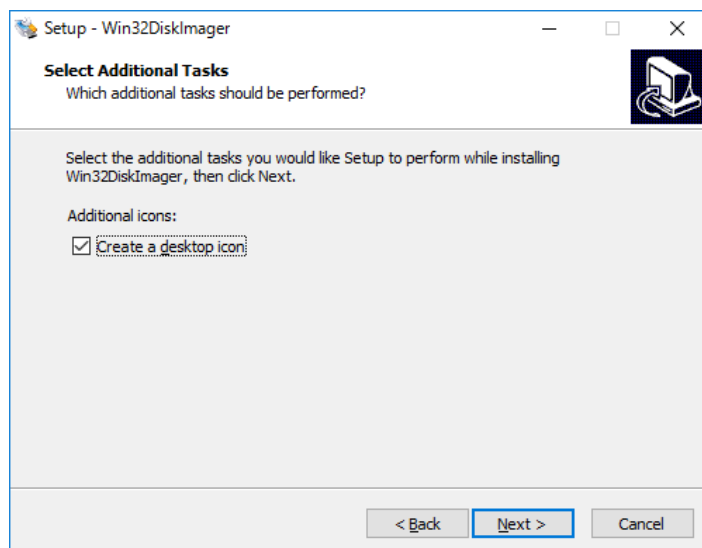 Setup - Win32DiskImager
Select Additional Tasks
Which additional tasks should be performed?
Select the additional tasks you would like Setup to perform while installing
Win32DiskImager, then click Next.
Additional icons:
Create a desktop icon
< Back Next > Cancel